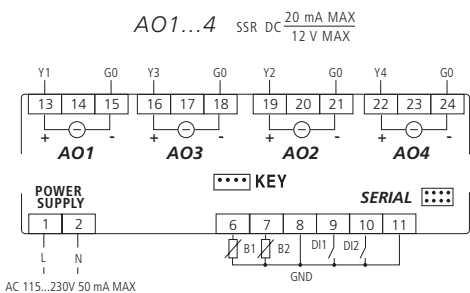 AO1...4 SSR DC 20 mA MAX
12 V MAX
Y1 G0 Y3 G0 Y2 G0 Y4 G0
13 14 15 16 17 18 19 20 21 22 23 24
+ - + - + - + -
AO1 AO3 AO2 AO4
KEY
POWER
SUPPLY
SERIAL
1 2 6 7 8 9 10 11
L N B1 B2 DI1 DI2
GND
AC 115...230V 50 mA MAX